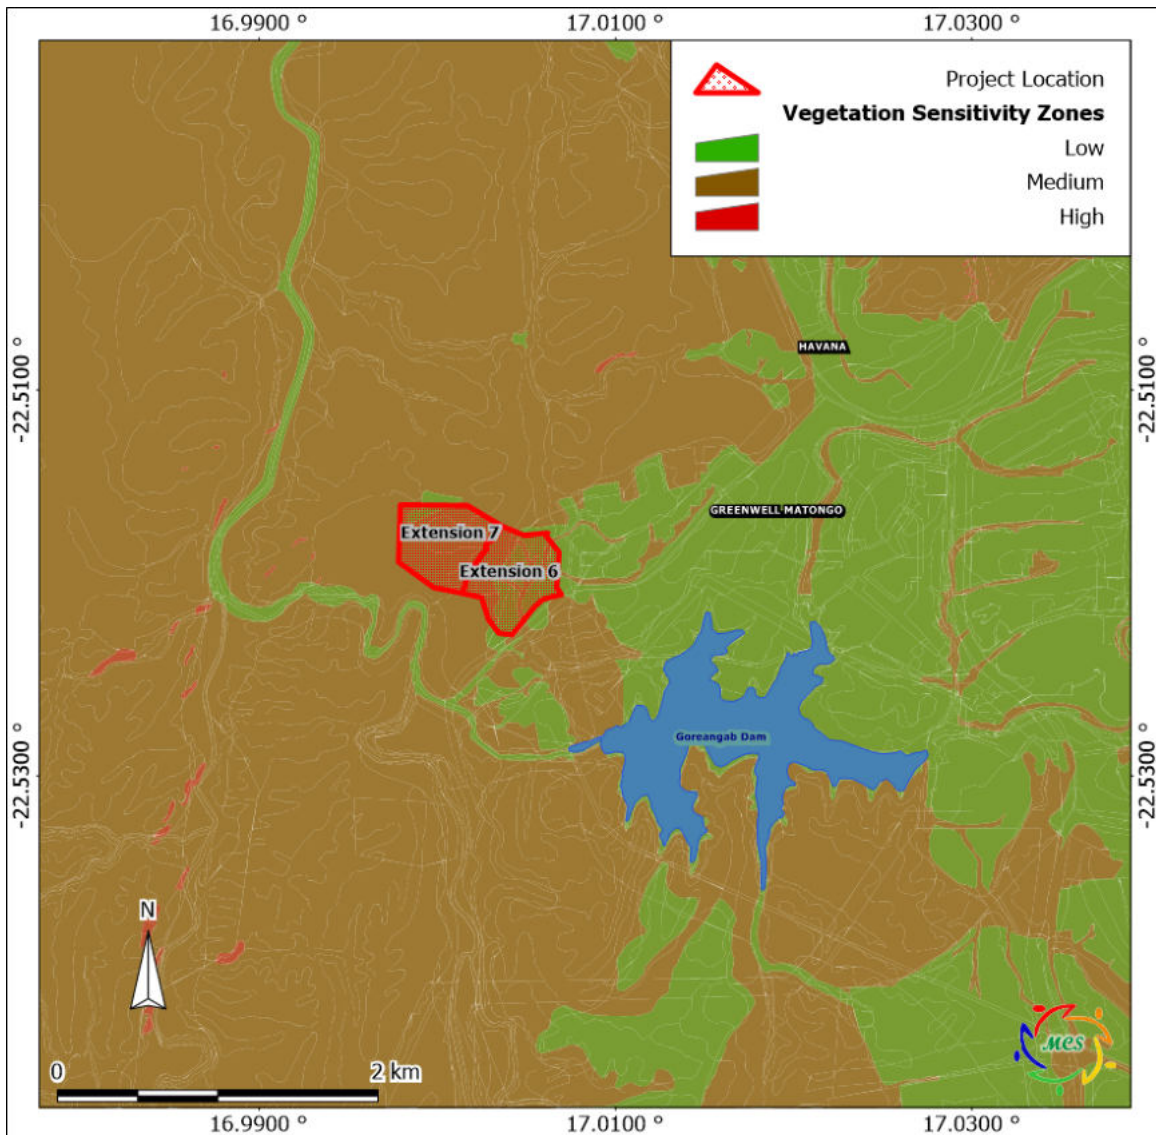 16.9900 ° 17.0100 ° 17.0300 °
Project Location
Vegetation Sensitivity Zones
Low
Medium
High
HAVANA
-22.5100 °
-22.5100 °
GREENWELL MATONGO
Extension 7
Extension 6
Goreangab Dam
-22.5300 °
-22.5300 °
N
MCS
0 2 km
16.9900 ° 17.0100 ° 17.0300 °